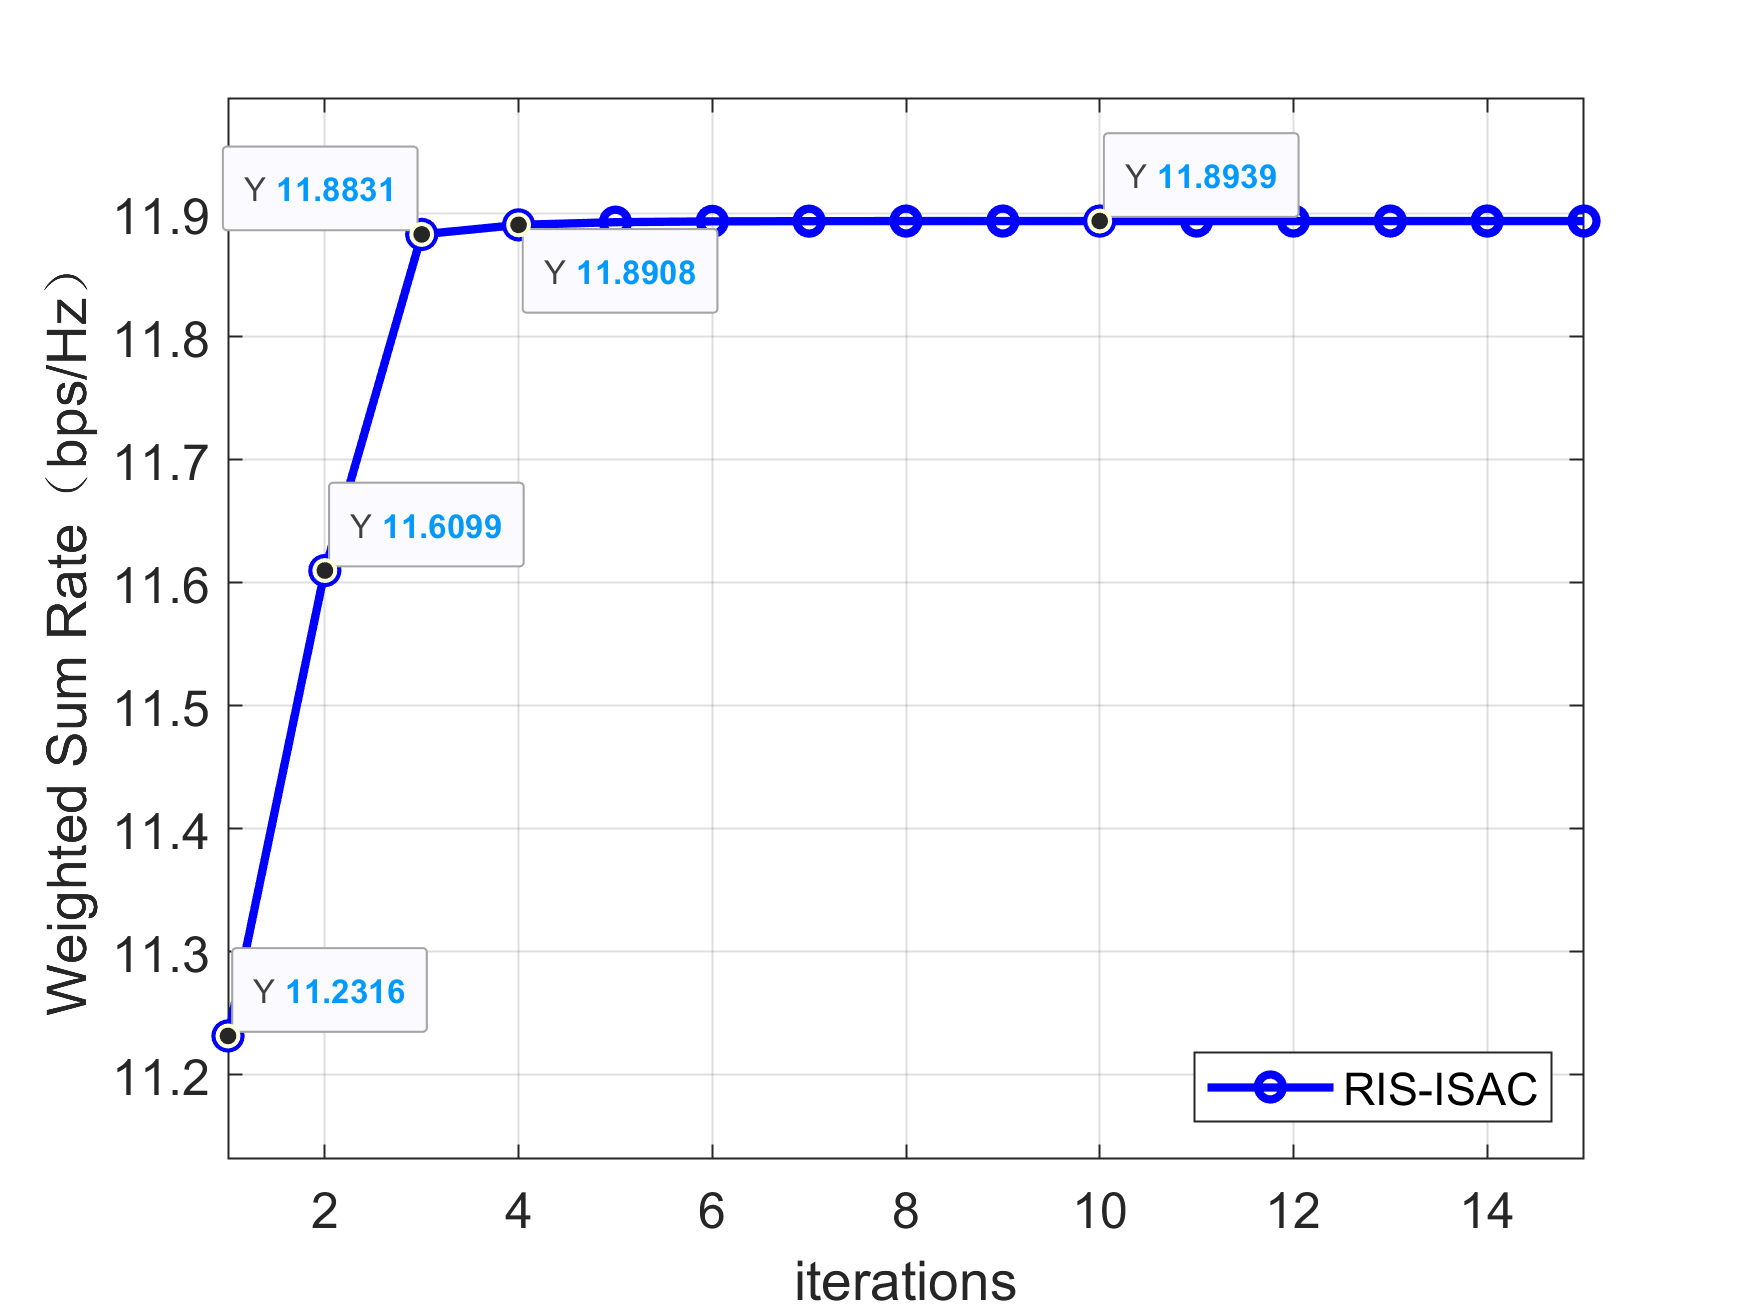 Y 11.8831
Y 11.8939
Y 11.8908
Y 11.6099
Y 11.2316
11.9
11.8
11.7
11.6
11.5
11.4
11.3
11.2
Weighted Sum Rate（bps/Hz）
RIS-ISAC
2 4 6 8 10 12 14
iterations